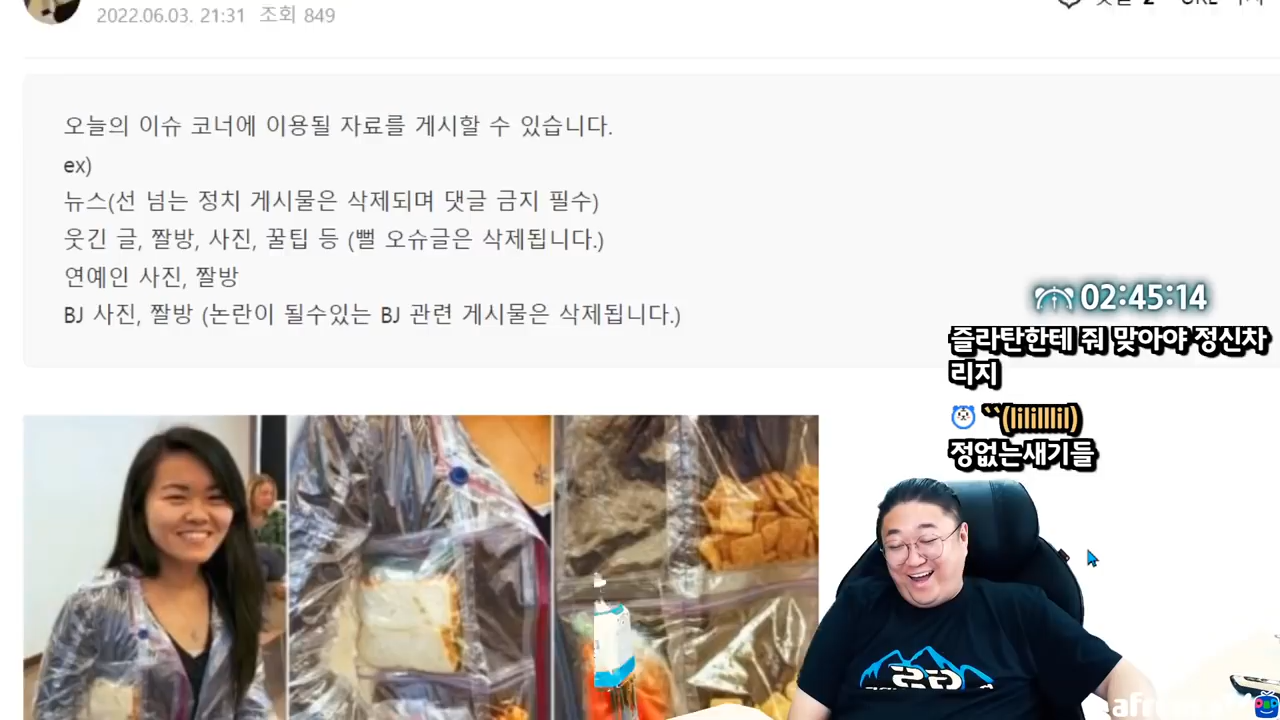 2022.06.03. 21:31 조회 849
오늘의 이슈 코너에 이용될 자료를 게시할 수 있습니다.
ex)
뉴스(선 넘는 정치 게시물은 삭제되며 댓글 금지 필수)
웃긴 글, 짤방, 사진, 꿀팁 등 (뻘 오슈글은 삭제됩니다.)
연예인 사진, 짤방
BJ 사진, 짤방 (논란이 될수있는 BJ 관련 게시물은 삭제됩니다.)
02:45:14
즐라탄한테 줘 맞아야 정신차
리지
정없는새기들